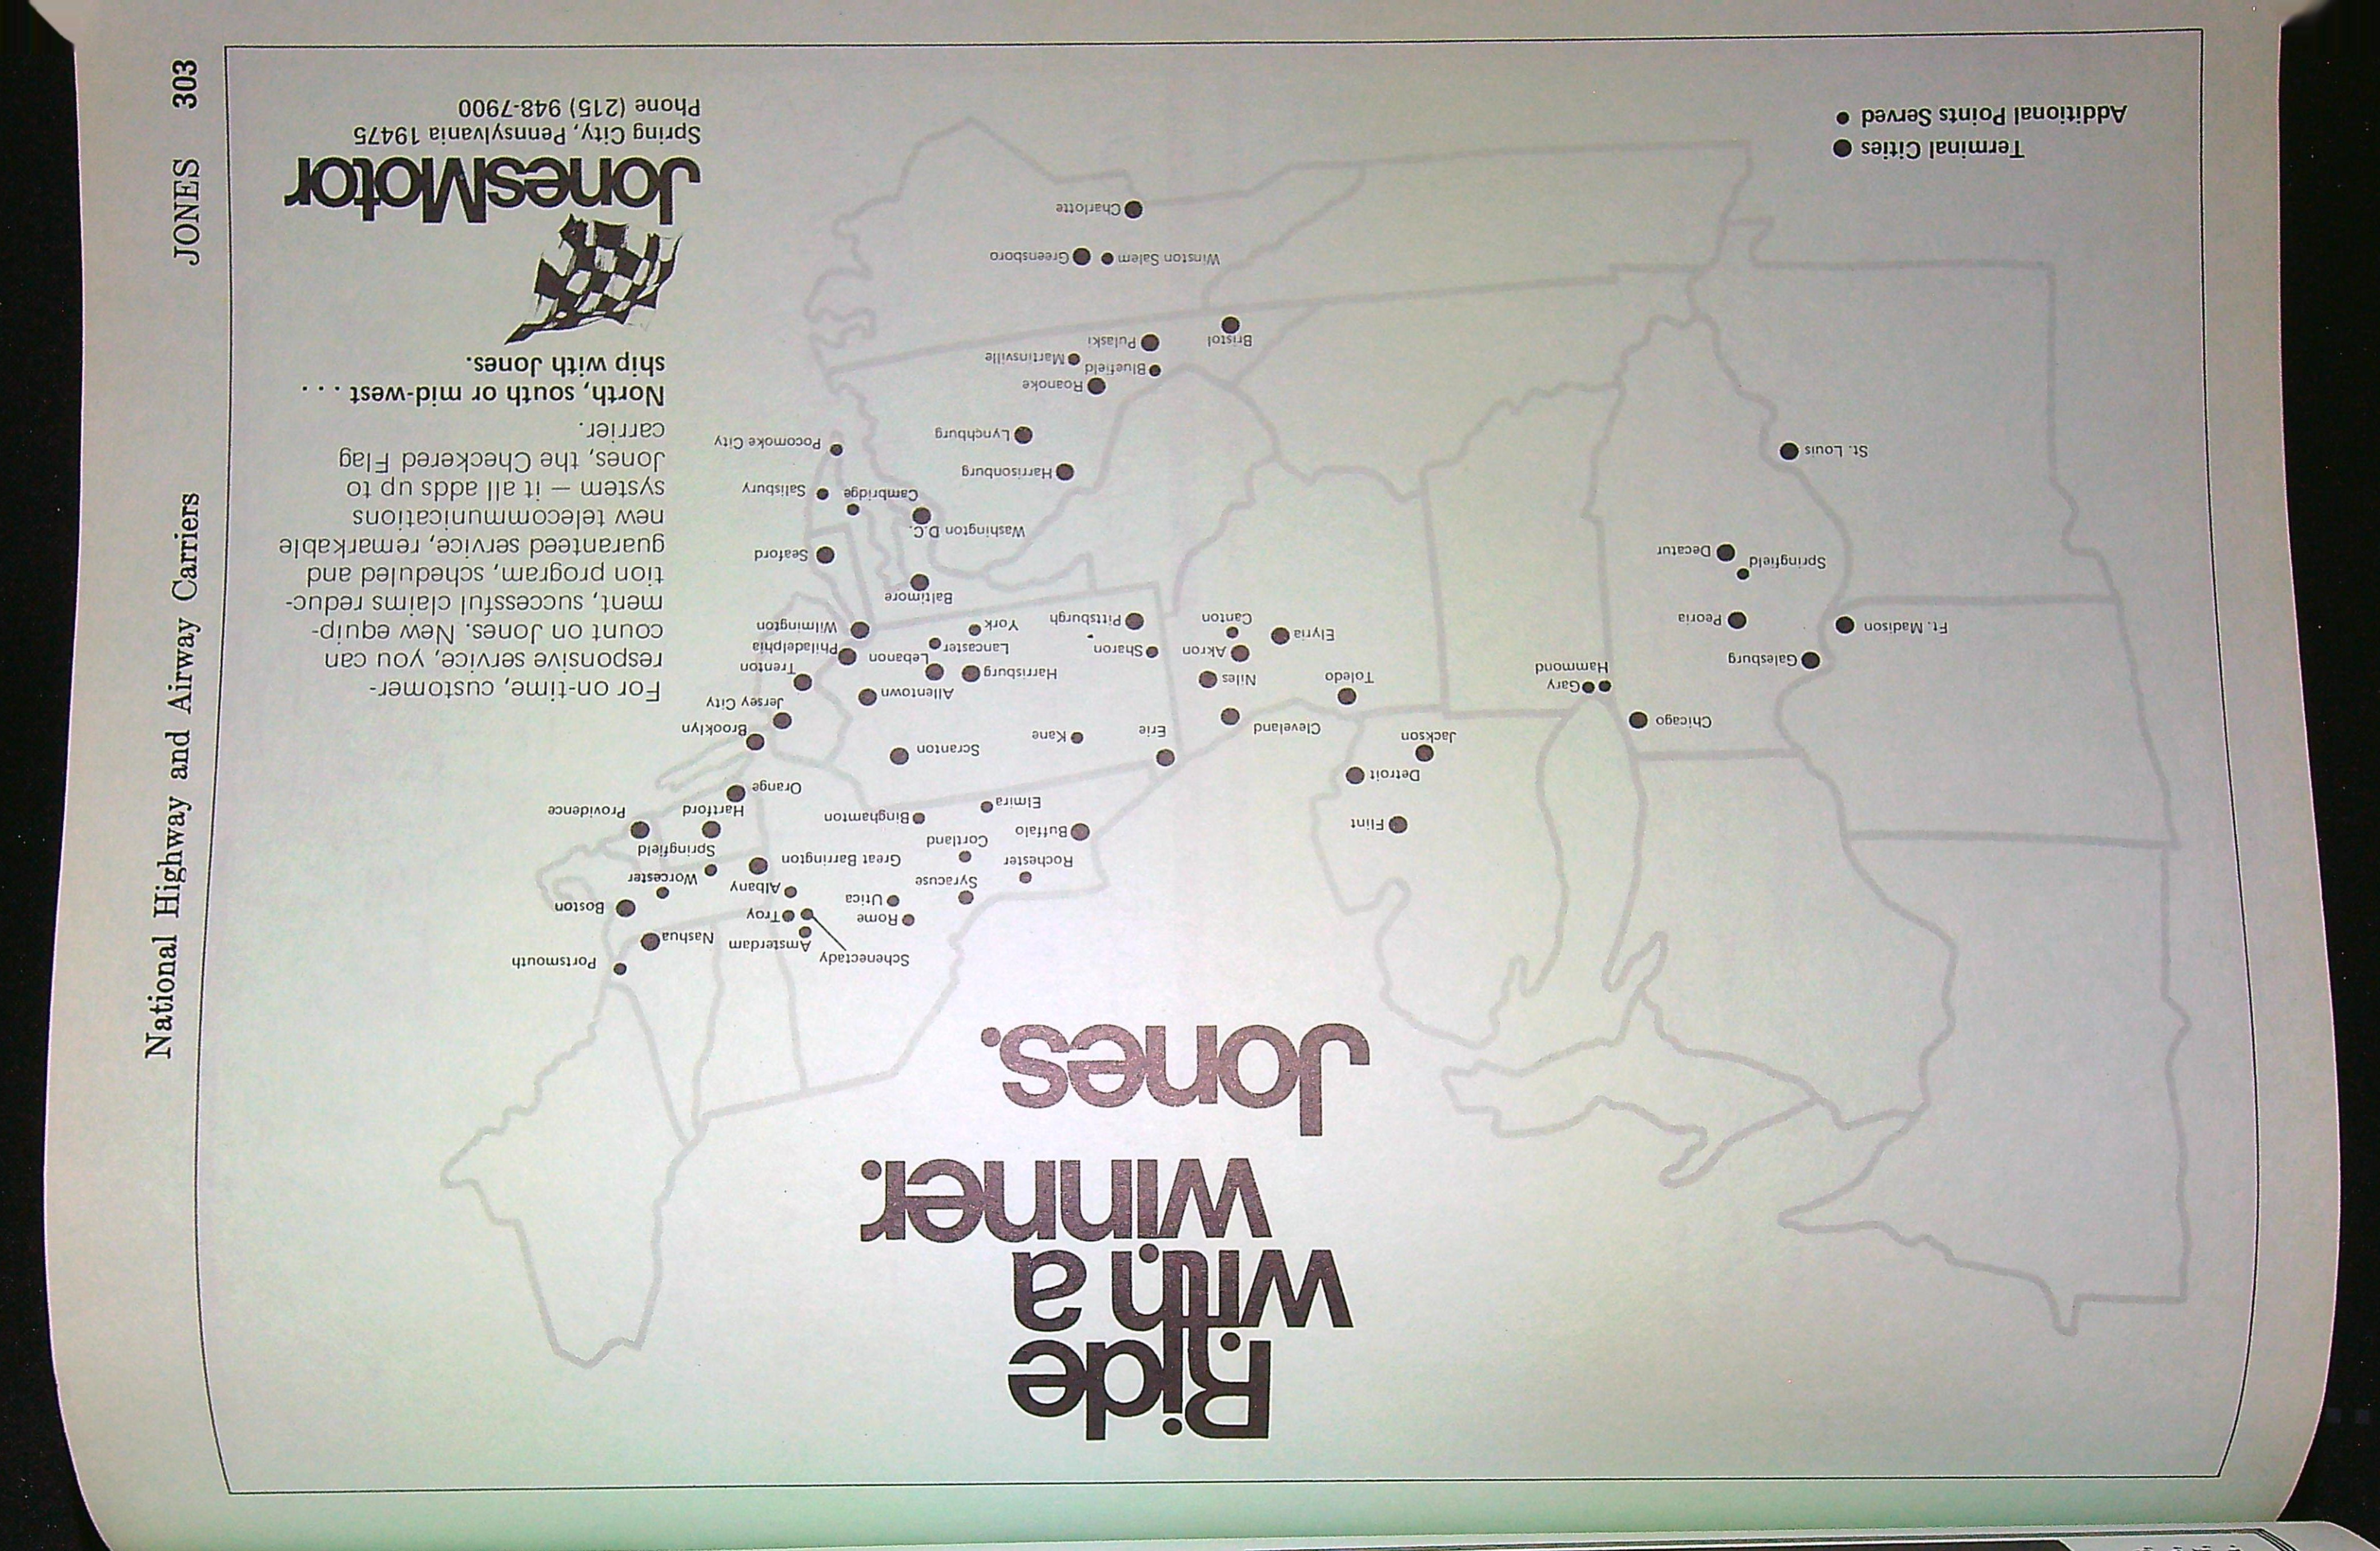 Ride
with a
winner.
Jones.
Schenectady
Amsterdam
Nashua
Portsmouth
Rome
Troy
Boston
Utica
Syracuse
Albany
Worcester
Rochester
Great Barrington
Springfield
Cortland
Buffalo
Flint
Binghamton
Hartford
Providence
Elmira
Orange
Detroit
Scranton
Jackson
Kane
Erie
Cleveland
Brooklyn
Chicago
Jersey City
Allentown
Gary
Hammond
Toledo
Niles
Harrisburg
Trenton
Galesburg
Lebanon
Akron
Sharon
Lancaster
Philadelphia
Elyria
Ft. Madison
Peoria
Canton
Pittsburgh
York
Wilmington
Baltimore
Springfield
Decatur
Seaford
Washington D.C.
Cambridge
Salisbury
Harrisonburg
St. Louis
Lynchburg
Pocomoke City
Roanoke
Bluefield
Martinsville
Bristol
Pulaski
Winston Salem
Greensboro
Charlotte
Terminal Cities
Additional Points Served
For on-time, customer-
responsive service, you can
count on Jones. New equip-
ment, successful claims reduc-
tion program, scheduled and
guaranteed service, remarkable
new telecommunications
system — it all adds up to
Jones, the Checkered Flag
carrier.
North, south or mid-west . . .
ship with Jones.
JonesMotor
Spring City, Pennsylvania 19475
Phone (215) 948-7900
National Highway and Airway Carriers
JONES 303